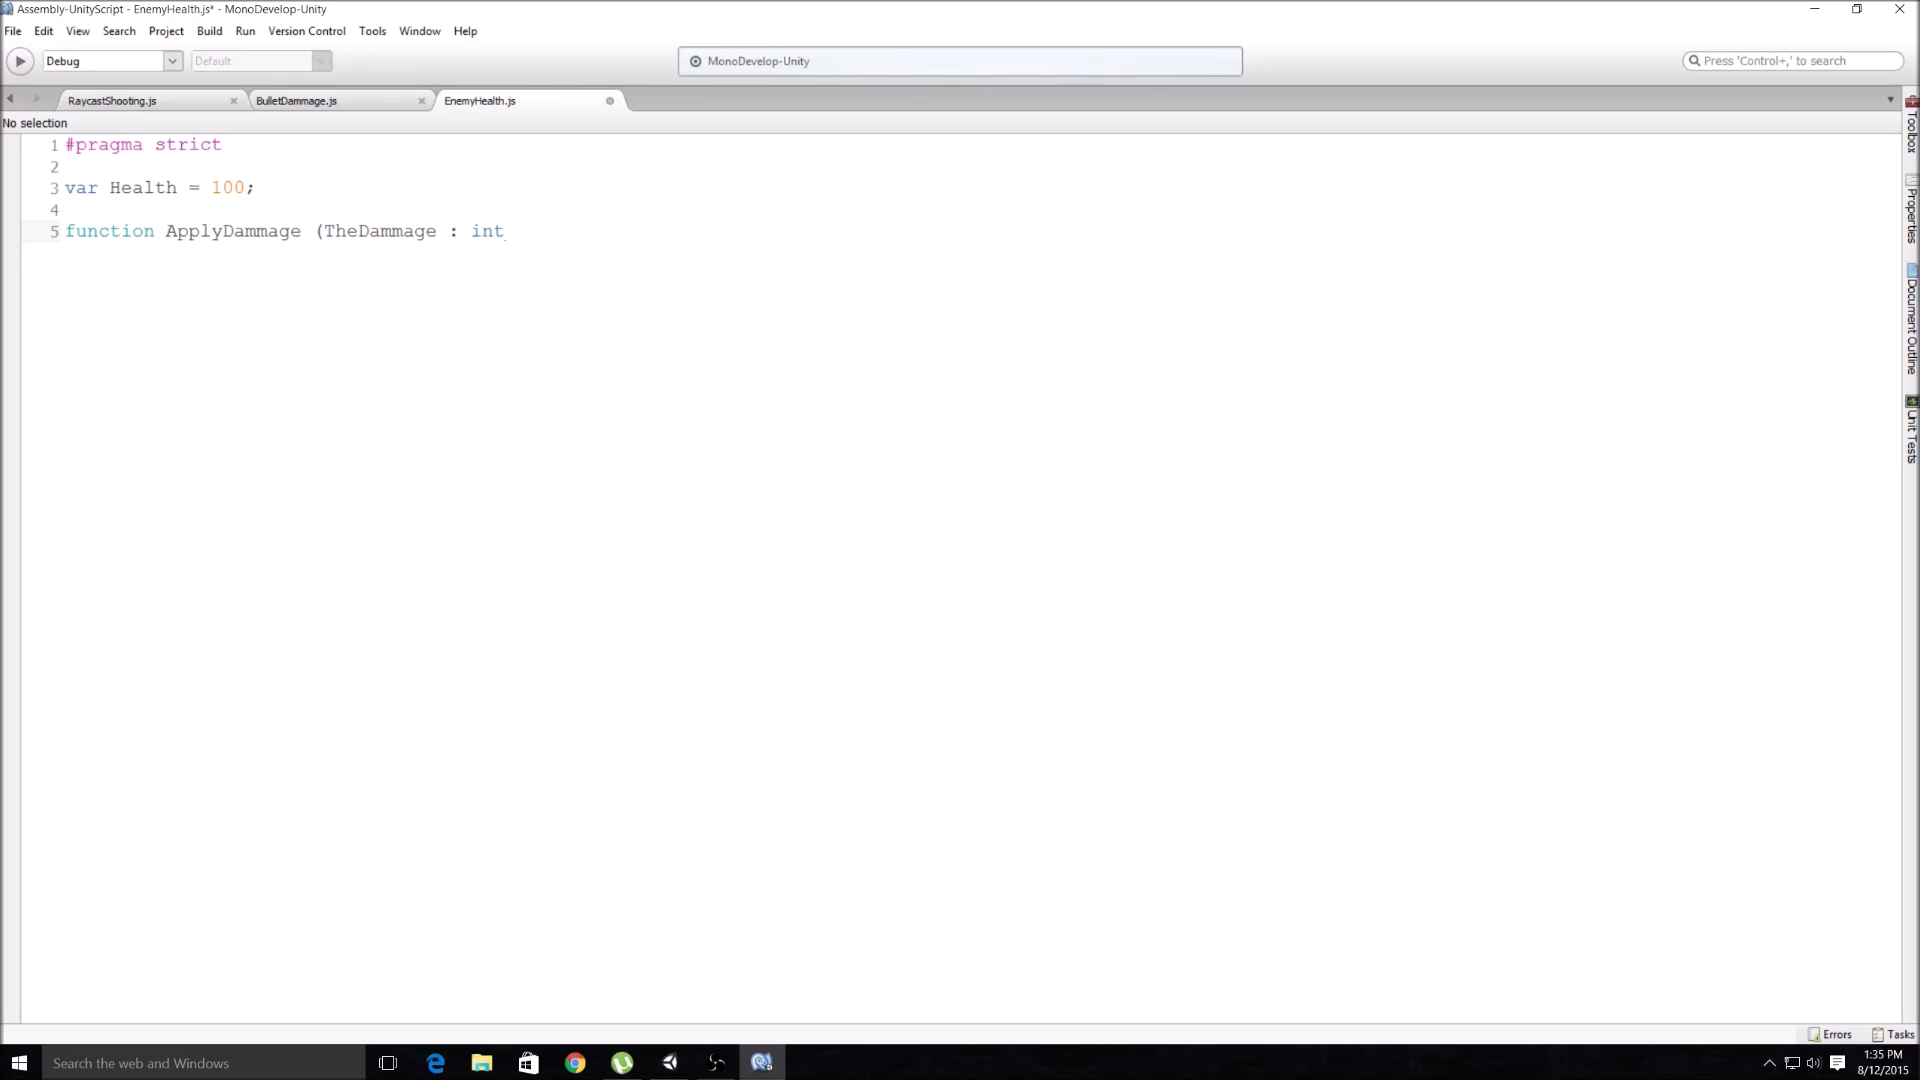 Assembly-UnityScript - EnemyHealth.js* - MonoDevelop-Unity
File Edit View Search Project Build Run Version Control Tools Window Help
Debug Default MonoDevelop-Unity Press 'Control+,' to search
RaycastShooting.js BulletDammage.js EnemyHealth.js
No selection
1 #pragma strict
2
3 var Health = 100;
4
5 function ApplyDammage (TheDammage : int
Toolbox
Properties
Document Outline
Unit Tests
Errors Tasks
Search the web and Windows
1:35 PM
8/12/2015